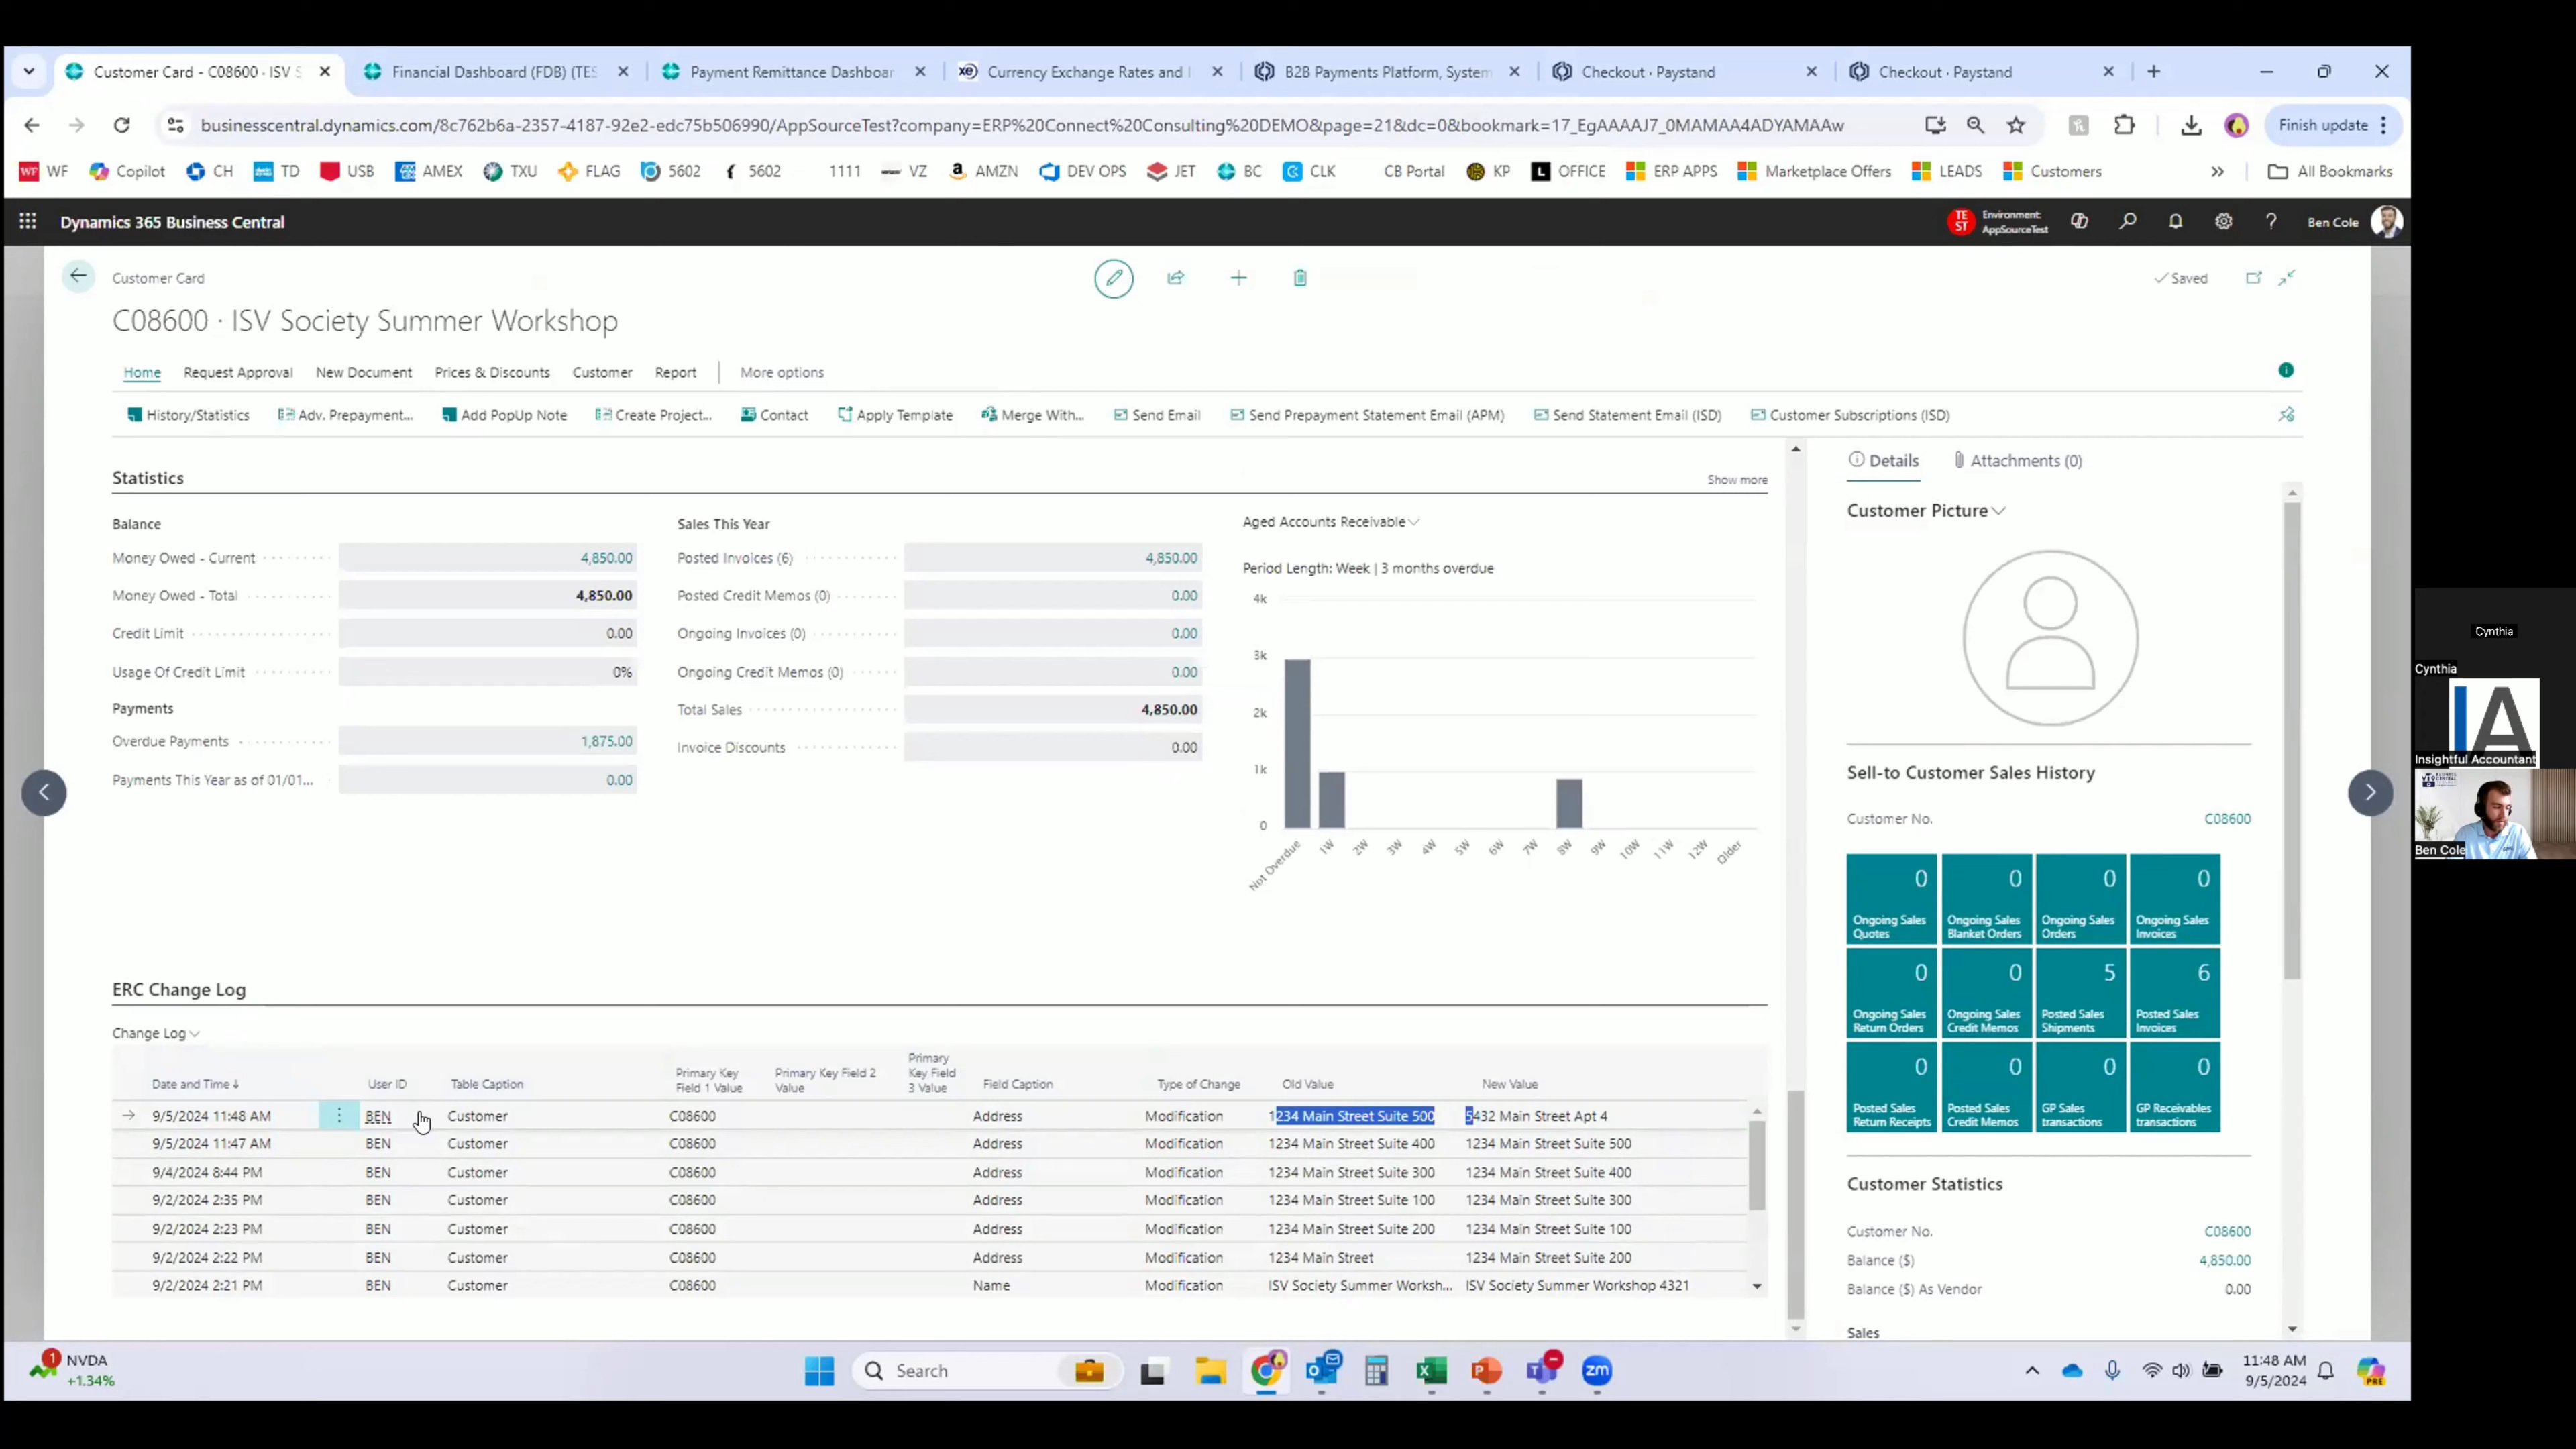 Customer Card - C08600 · ISV S
Financial Dashboard (FDB) (TES
Payment Remittance Dashboar
Currency Exchange Rates and I
B2B Payments Platform, System
Checkout · Paystand
Checkout · Paystand
businesscentral.dynamics.com/8c762b6a-2357-4187-92e2-edc75b506990/AppSourceTest?company=ERP%20Connect%20Consulting%20DEMO&page=21&dc=0&bookmark=17_EgAAAAJ7_0MAMAA4ADYAMAAw
Finish update
WF WF Copilot CH TD USB AMEX TXU FLAG 5602 5602 1111 VZ AMZN DEV OPS JET BC CLK CB Portal KP OFFICE ERP APPS Marketplace Offers LEADS Customers All Bookmarks
Dynamics 365 Business Central
TE
ST
Environment:
AppSourceTest
Ben Cole
Customer Card
Saved
C08600 · ISV Society Summer Workshop
Home Request Approval New Document Prices & Discounts Customer Report More options
History/Statistics Adv. Prepayment... Add PopUp Note Create Project... Contact Apply Template Merge With... Send Email Send Prepayment Statement Email (APM) Send Statement Email (ISD) Customer Subscriptions (ISD)
Statistics
Show more
Balance
Money Owed - Current 4,850.00
Money Owed - Total 4,850.00
Credit Limit 0.00
Usage Of Credit Limit 0%
Payments
Overdue Payments 1,875.00
Payments This Year as of 01/01... 0.00
Sales This Year
Posted Invoices (6) 4,850.00
Posted Credit Memos (0) 0.00
Ongoing Invoices (0) 0.00
Ongoing Credit Memos (0) 0.00
Total Sales 4,850.00
Invoice Discounts 0.00
Aged Accounts Receivable
Period Length: Week | 3 months overdue
4k
3k
2k
1k
0
Not Overdue 1W 2W 3W 4W 5W 6W 7W 8W 9W 10W 11W 12W Older
ERC Change Log
Change Log
Date and Time User ID Table Caption Primary Key Field 1 Value Primary Key Field 2 Value Primary Key Field 3 Value Field Caption Type of Change Old Value New Value
9/5/2024 11:48 AM BEN Customer C08600 Address Modification 1234 Main Street Suite 500 5432 Main Street Apt 4
9/5/2024 11:47 AM BEN Customer C08600 Address Modification 1234 Main Street Suite 400 1234 Main Street Suite 500
9/4/2024 8:44 PM BEN Customer C08600 Address Modification 1234 Main Street Suite 300 1234 Main Street Suite 400
9/2/2024 2:35 PM BEN Customer C08600 Address Modification 1234 Main Street Suite 100 1234 Main Street Suite 300
9/2/2024 2:23 PM BEN Customer C08600 Address Modification 1234 Main Street Suite 200 1234 Main Street Suite 100
9/2/2024 2:22 PM BEN Customer C08600 Address Modification 1234 Main Street 1234 Main Street Suite 200
9/2/2024 2:21 PM BEN Customer C08600 Name Modification ISV Society Summer Worksh... ISV Society Summer Workshop 4321
Details Attachments (0)
Customer Picture
Sell-to Customer Sales History
Customer No. C08600
0 0 0 0
Ongoing Sales Quotes Ongoing Sales Blanket Orders Ongoing Sales Orders Ongoing Sales Invoices
0 0 5 6
Ongoing Sales Return Orders Ongoing Sales Credit Memos Posted Sales Shipments Posted Sales Invoices
0 0 0 0
Posted Sales Return Receipts Posted Sales Credit Memos GP Sales transactions GP Receivables transactions
Customer Statistics
Customer No. C08600
Balance ($) 4,850.00
Balance ($) As Vendor 0.00
Sales
Cynthia
Cynthia
IA
Insightful Accountant
Ben Cole
1
NVDA
+1.34%
Search
zm
11:48 AM
9/5/2024
PRE